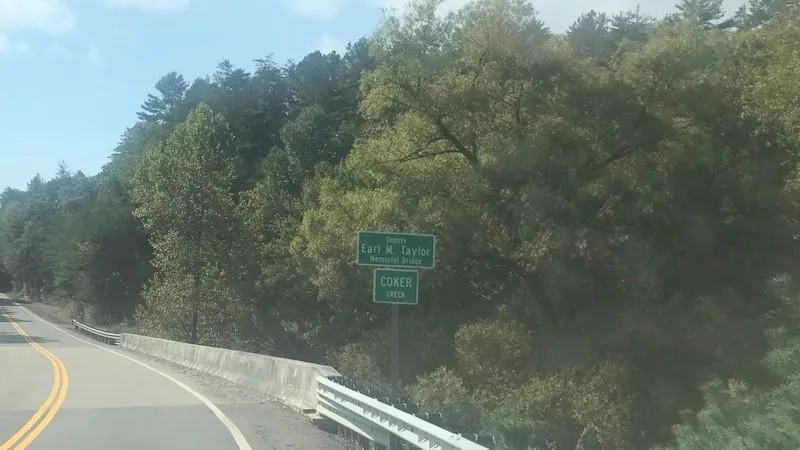 Deputy
Earl M. Taylor
Memorial Bridge
COKER
CREEK